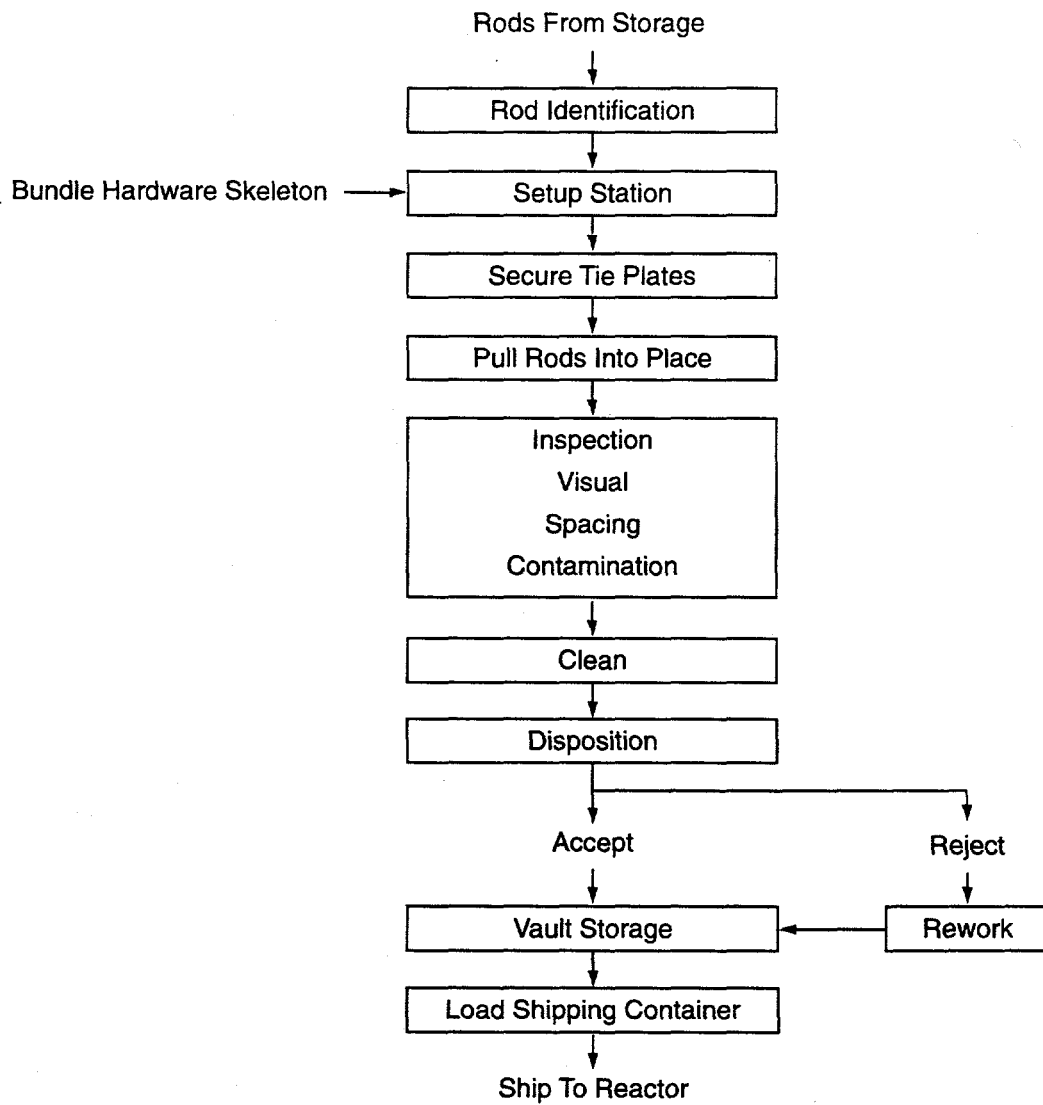 Rods From Storage
Rod Identification
Bundle Hardware Skeleton
Setup Station
Secure Tie Plates
Pull Rods Into Place
Inspection
Visual
Spacing
Contamination
Clean
Disposition
Accept
Reject
Vault Storage
Rework
Load Shipping Container
Ship To Reactor